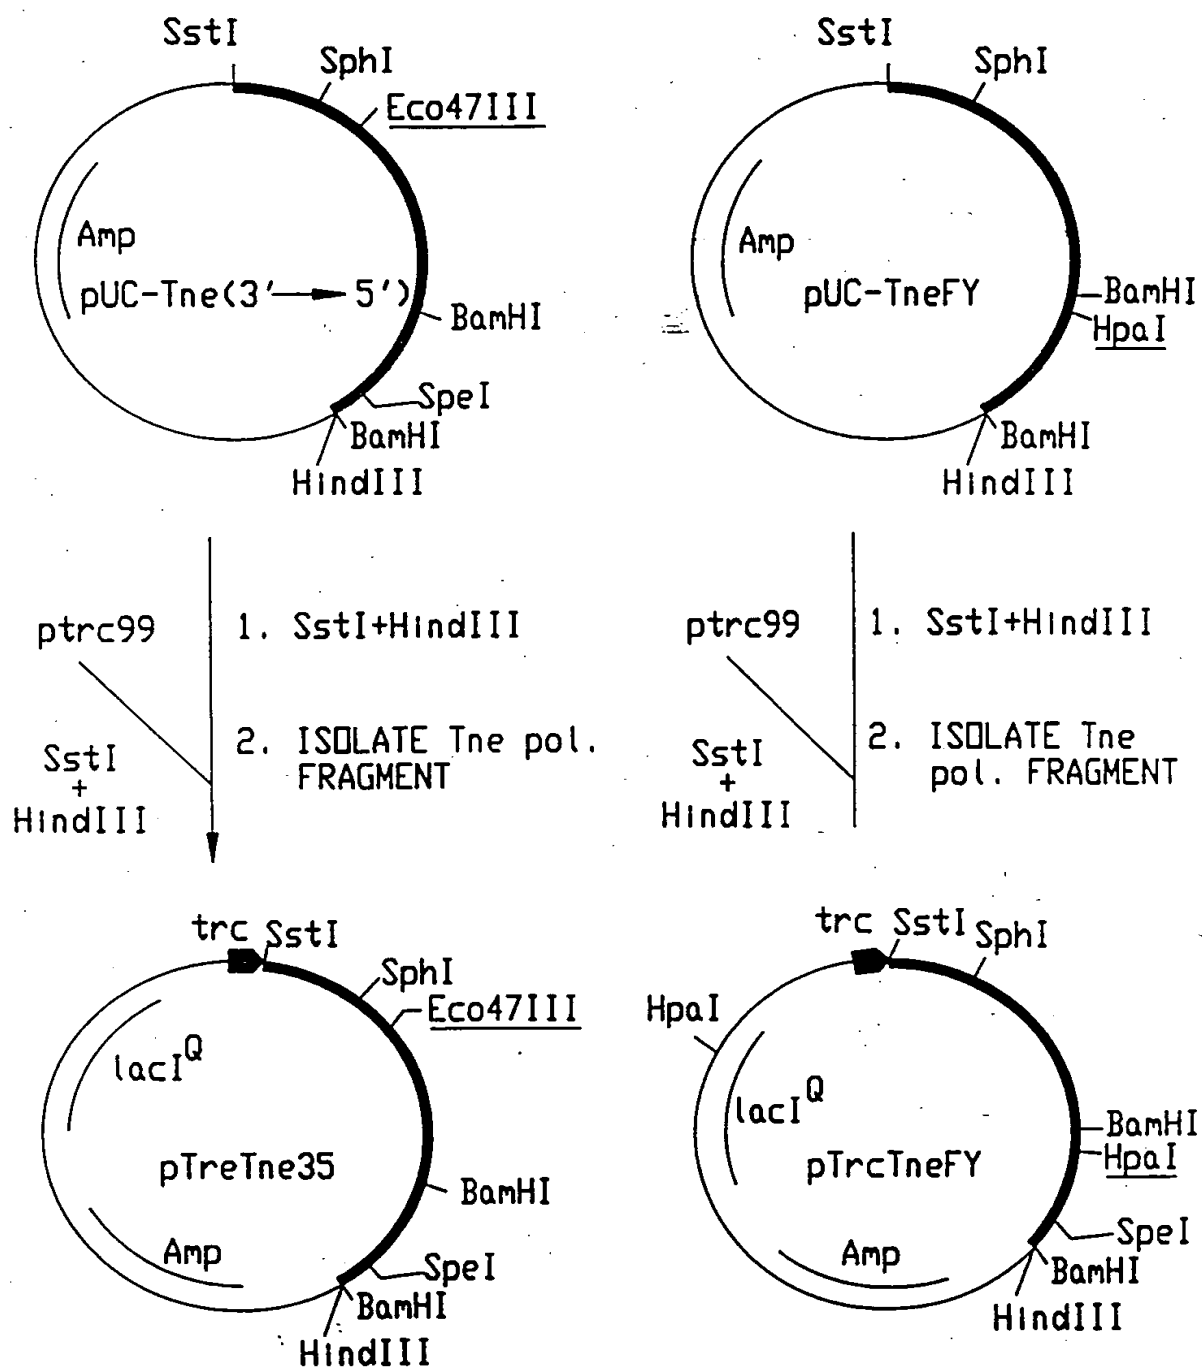 SstI
SphI
Eco47III
Amp
pUC-Tne(3'→5')
BamHI
SpeI
BamHI
HindIII
SstI
SphI
Amp
pUC-TneFY
BamHI
HpaI
BamHI
HindIII
ptrc99
SstI
+
HindIII
1. SstI+HindIII
2. ISOLATE Tne pol.
FRAGMENT
ptrc99
SstI
+
HindIII
1. SstI+HindIII
2. ISOLATE Tne
pol. FRAGMENT
trc
SstI
SphI
Eco47III
lacI^Q
pTreTne35
BamHI
Amp
SpeI
BamHI
HindIII
trc
SstI
SphI
HpaI
lacI^Q
pTrcTneFY
BamHI
HpaI
Amp
SpeI
BamHI
HindIII